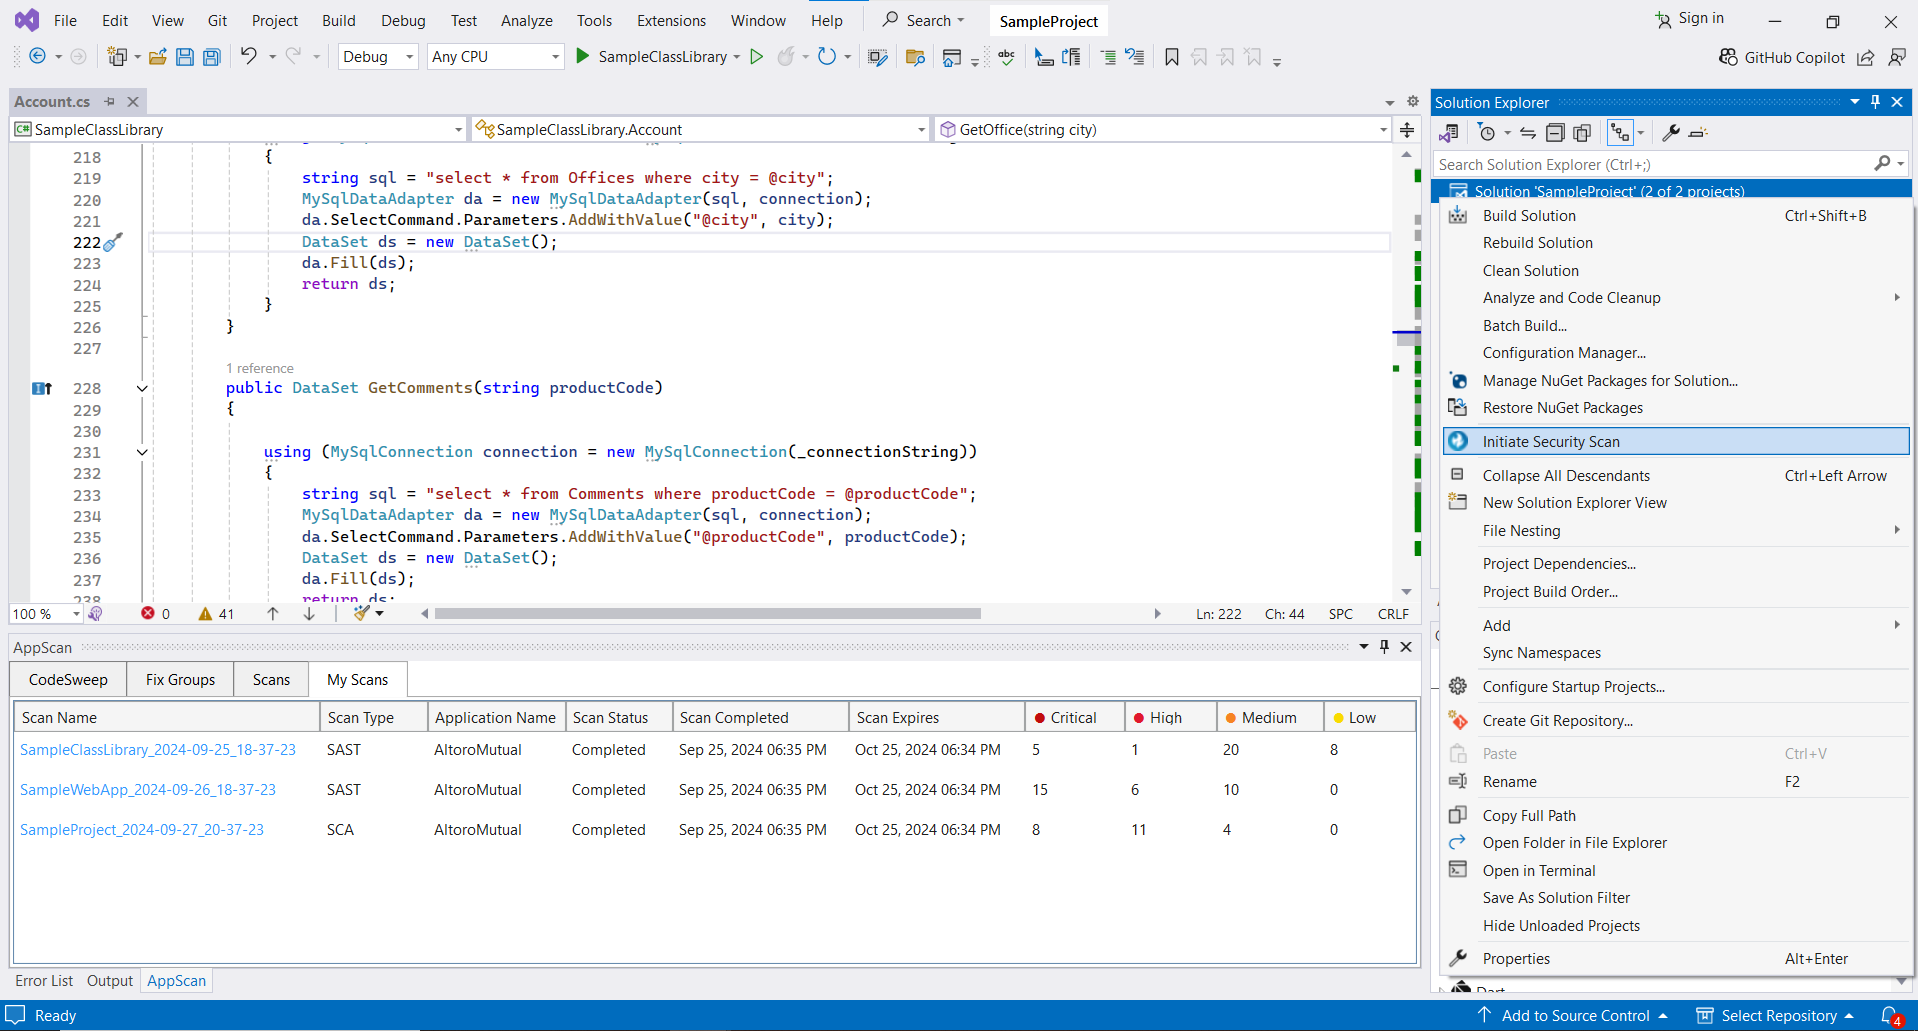 File Edit View Git Project Build Debug Test Analyze Tools Extensions Window Help Search SampleProject Sign in
Debug Any CPU SampleClassLibrary abc GitHub Copilot
Account.cs
C# SampleClassLibrary SampleClassLibrary.Account GetOffice(string city)
218 {
219 string sql = "select * from Offices where city = @city";
220 MySqlDataAdapter da = new MySqlDataAdapter(sql, connection);
221 da.SelectCommand.Parameters.AddWithValue("@city", city);
222 DataSet ds = new DataSet();
223 da.Fill(ds);
224 return ds;
225 }
226 }
227
1 reference
228 public DataSet GetComments(string productCode)
229 {
230
231 using (MySqlConnection connection = new MySqlConnection(_connectionString))
232 {
233 string sql = "select * from Comments where productCode = @productCode";
234 MySqlDataAdapter da = new MySqlDataAdapter(sql, connection);
235 da.SelectCommand.Parameters.AddWithValue("@productCode", productCode);
236 DataSet ds = new DataSet();
237 da.Fill(ds);
238 return ds;
100 % 0 41 Ln: 222 Ch: 44 SPC CRLF
AppScan
CodeSweep Fix Groups Scans My Scans
Scan Name Scan Type Application Name Scan Status Scan Completed Scan Expires Critical High Medium Low
SampleClassLibrary_2024-09-25_18-37-23 SAST AltoroMutual Completed Sep 25, 2024 06:35 PM Oct 25, 2024 06:34 PM 5 1 20 8
SampleWebApp_2024-09-26_18-37-23 SAST AltoroMutual Completed Sep 25, 2024 06:35 PM Oct 25, 2024 06:34 PM 15 6 10 0
SampleProject_2024-09-27_20-37-23 SCA AltoroMutual Completed Sep 25, 2024 06:35 PM Oct 25, 2024 06:34 PM 8 11 4 0
Error List Output AppScan
Solution Explorer
Search Solution Explorer (Ctrl+;)
Solution 'SampleProject' (2 of 2 projects)
Build Solution Ctrl+Shift+B
Rebuild Solution
Clean Solution
Analyze and Code Cleanup
Batch Build...
Configuration Manager...
Manage NuGet Packages for Solution...
Restore NuGet Packages
Initiate Security Scan
Collapse All Descendants Ctrl+Left Arrow
New Solution Explorer View
File Nesting
Project Dependencies...
Project Build Order...
Add
Sync Namespaces
Configure Startup Projects...
Create Git Repository...
Paste Ctrl+V
Rename F2
Copy Full Path
Open Folder in File Explorer
Open in Terminal
Save As Solution Filter
Hide Unloaded Projects
Properties Alt+Enter
Dart
Ready Add to Source Control Select Repository 4